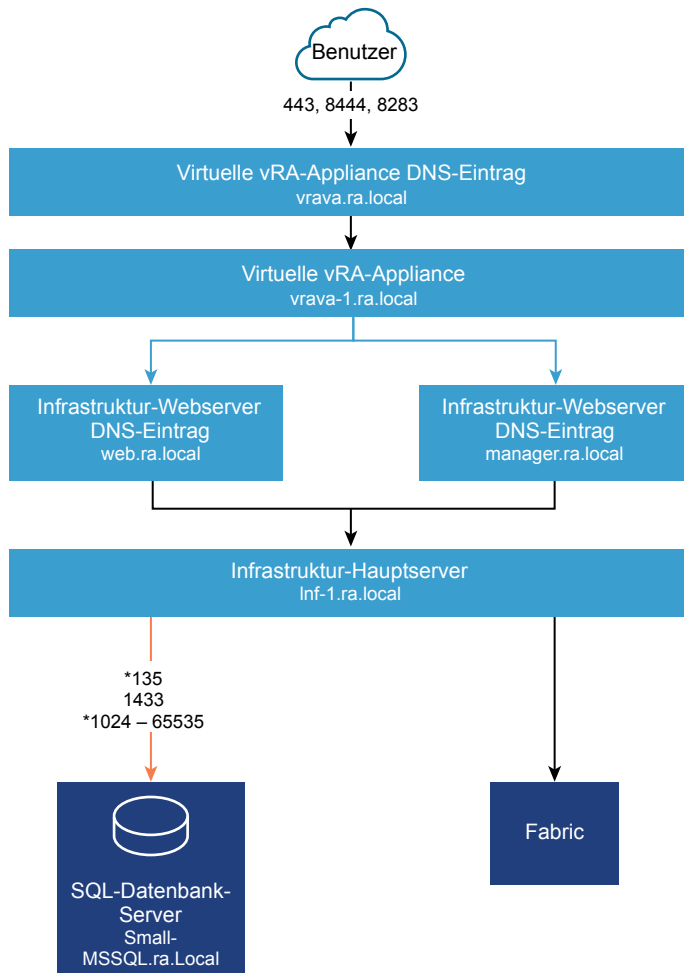 Benutzer
443, 8444, 8283
Virtuelle vRA-Appliance DNS-Eintrag
vrava.ra.local
Virtuelle vRA-Appliance
vrava-1.ra.local
Infrastruktur-Webserver
DNS-Eintrag
web.ra.local
Infrastruktur-Webserver
DNS-Eintrag
manager.ra.local
Infrastruktur-Hauptserver
lnf-1.ra.local
*135
1433
*1024 – 65535
SQL-Datenbank-
Server
Small-
MSSQL.ra.Local
Fabric